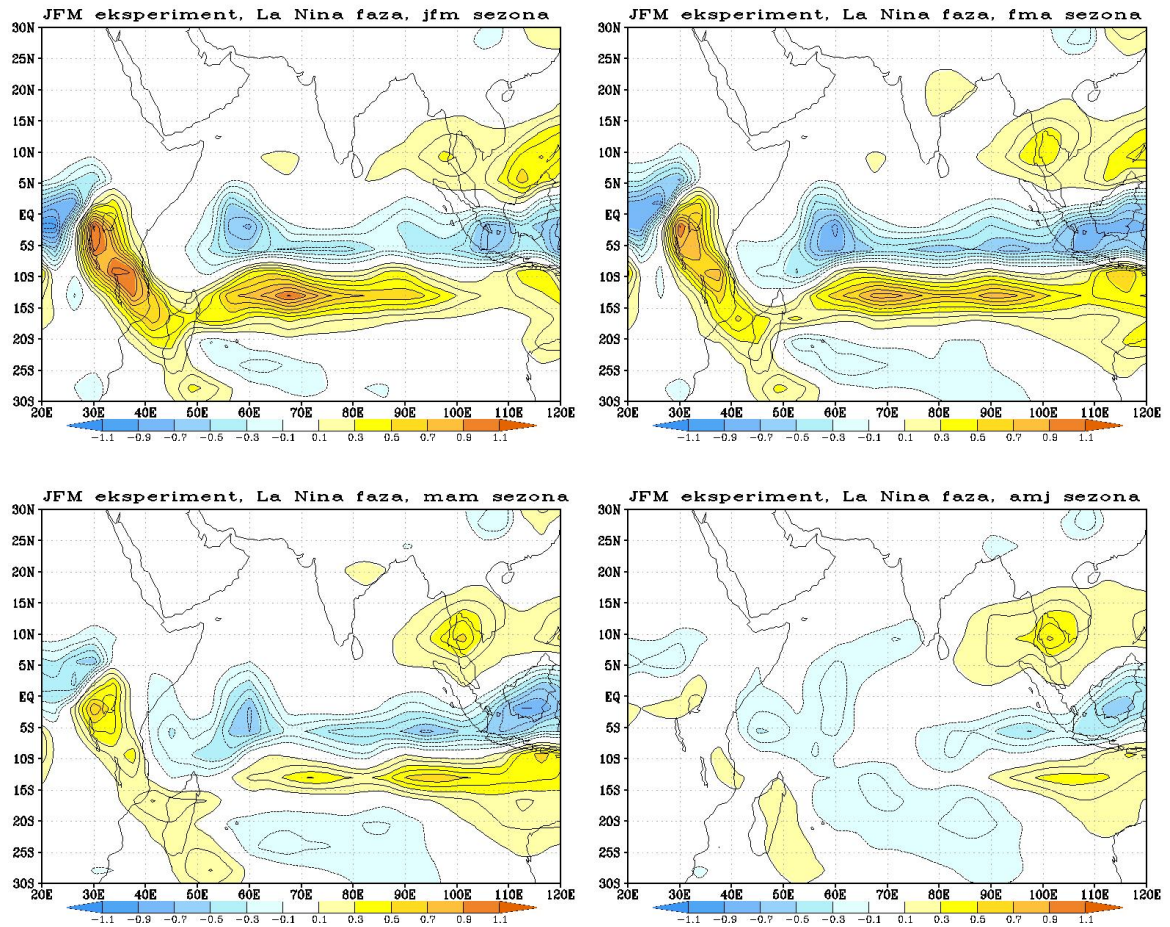 JFM eksperiment, La Nina faza, jfm sezona
30N
25N
20N
15N
10N
5N
EQ
5S
10S
15S
20S
25S
30S
20E 30E 40E 50E 60E 70E 80E 90E 100E 110E 120E
-1.1 -0.9 -0.7 -0.5 -0.3 -0.1 0.1 0.3 0.5 0.7 0.9 1.1
JFM eksperiment, La Nina faza, fma sezona
30N
25N
20N
15N
10N
5N
EQ
5S
10S
15S
20S
25S
30S
20E 30E 40E 50E 60E 70E 80E 90E 100E 110E 120E
-1.1 -0.9 -0.7 -0.5 -0.3 -0.1 0.1 0.3 0.5 0.7 0.9 1.1
JFM eksperiment, La Nina faza, mam sezona
30N
25N
20N
15N
10N
5N
EQ
5S
10S
15S
20S
25S
30S
20E 30E 40E 50E 60E 70E 80E 90E 100E 110E 120E
-1.1 -0.9 -0.7 -0.5 -0.3 -0.1 0.1 0.3 0.5 0.7 0.9 1.1
JFM eksperiment, La Nina faza, amj sezona
30N
25N
20N
15N
10N
5N
EQ
5S
10S
15S
20S
25S
30S
20E 30E 40E 50E 60E 70E 80E 90E 100E 110E 120E
-1.1 -0.9 -0.7 -0.5 -0.3 -0.1 0.1 0.3 0.5 0.7 0.9 1.1